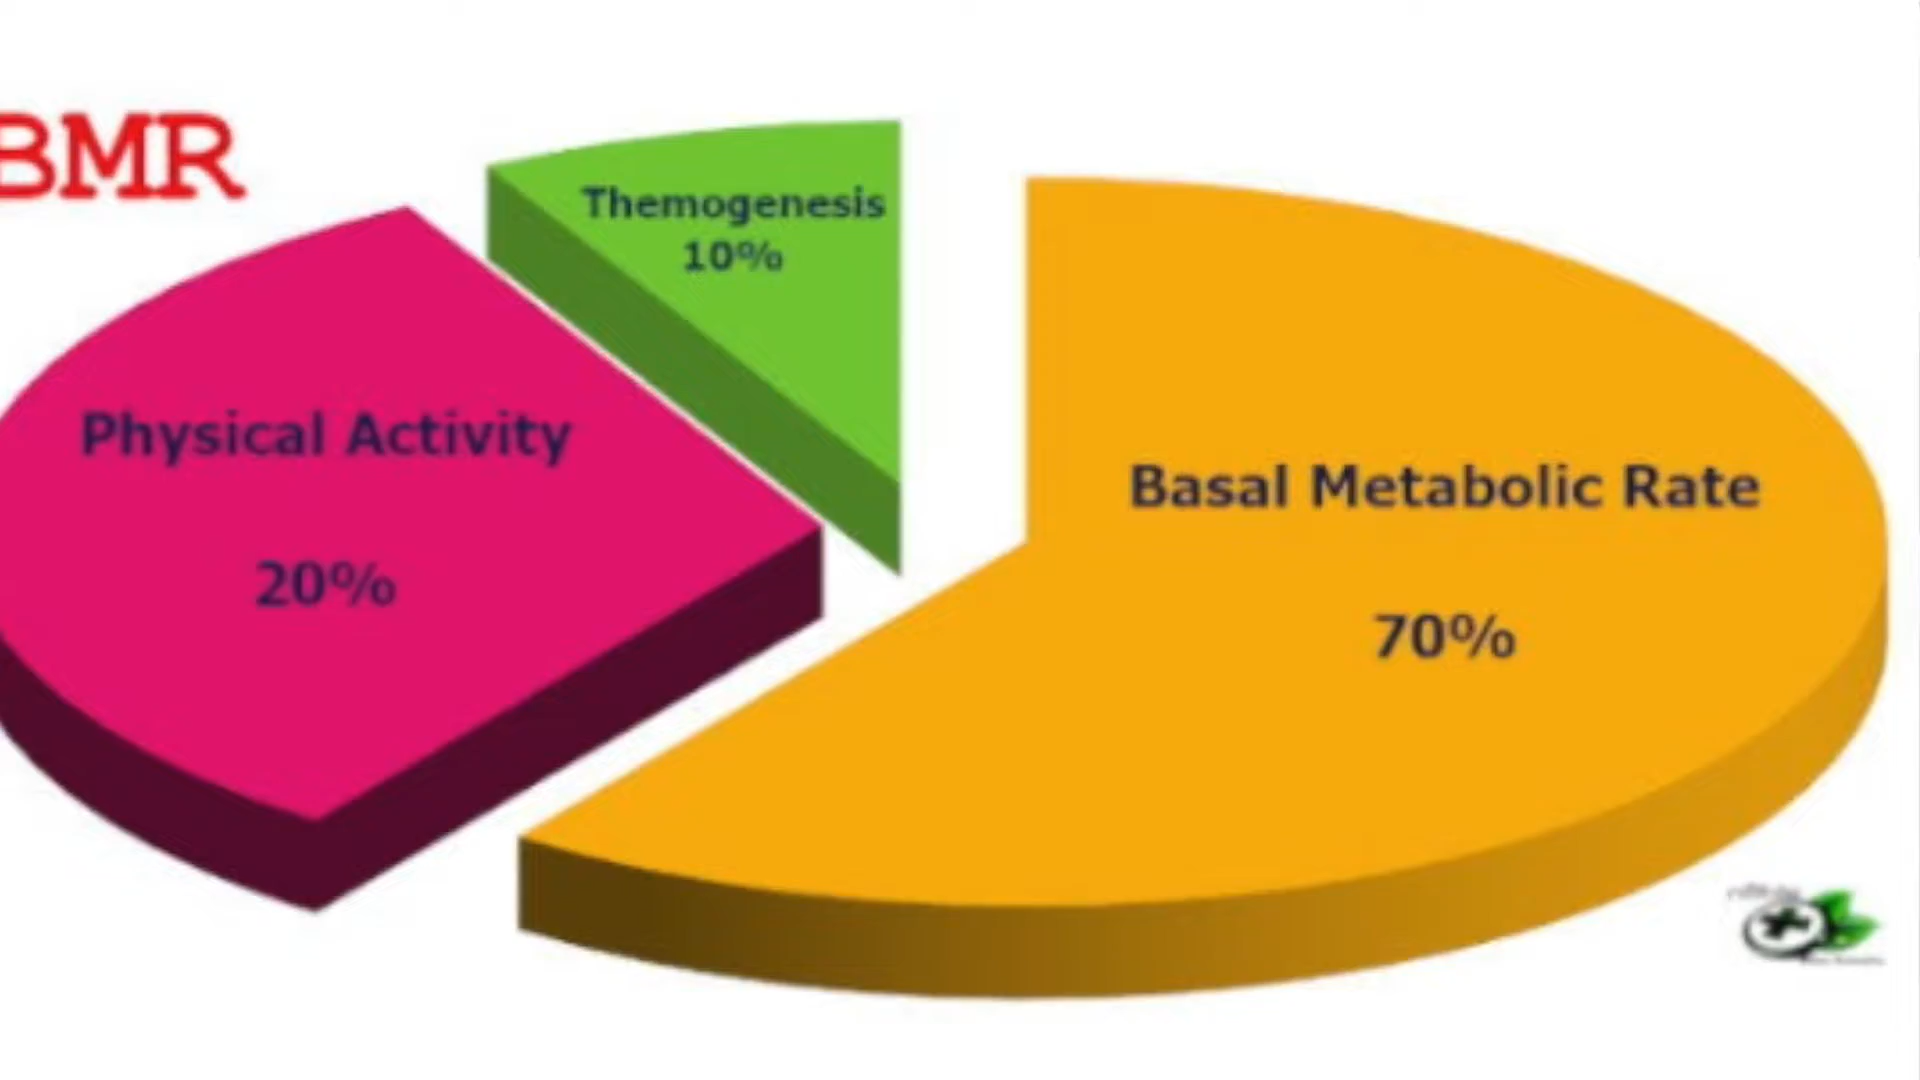 BMR
Themogenesis
10%
Physical Activity
20%
Basal Metabolic Rate
70%